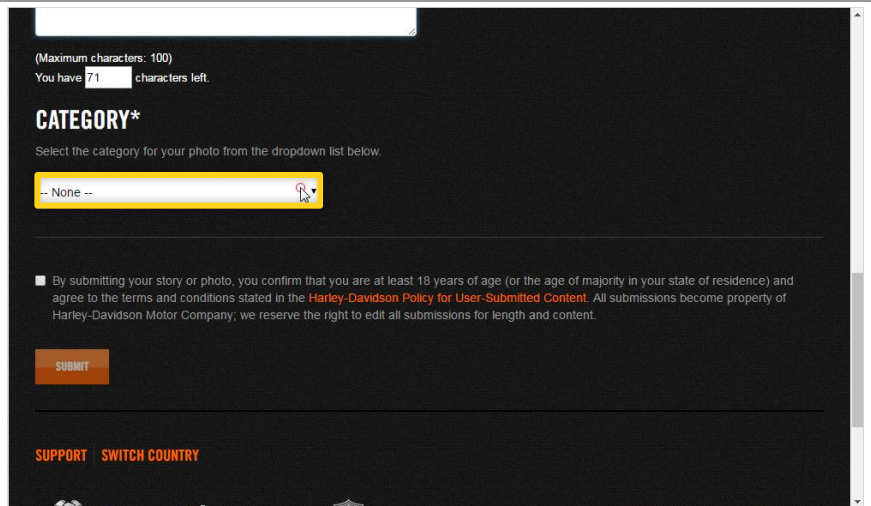 (Maximum characters: 100)
You have 71 characters left.
CATEGORY*
Select the category for your photo from the dropdown list below.
-- None --
By submitting your story or photo, you confirm that you are at least 18 years of age (or the age of majority in your state of residence) and
agree to the terms and conditions stated in the Harley-Davidson Policy for User-Submitted Content. All submissions become property of
Harley-Davidson Motor Company; we reserve the right to edit all submissions for length and content.
SUBMIT
SUPPORT SWITCH COUNTRY